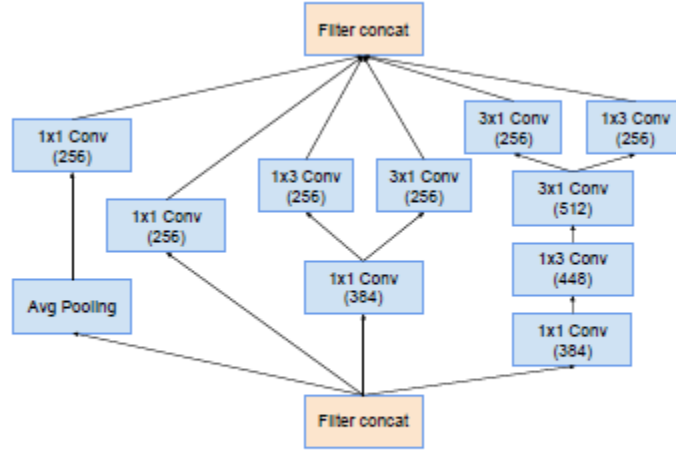 Filter concat
3x1 Conv
(256)
1x3 Conv
(256)
1x1 Conv
(256)
1x3 Conv
(256)
3x1 Conv
(256)
3x1 Conv
(512)
1x1 Conv
(256)
1x3 Conv
(448)
1x1 Conv
(384)
Avg Pooling
1x1 Conv
(384)
Filter concat